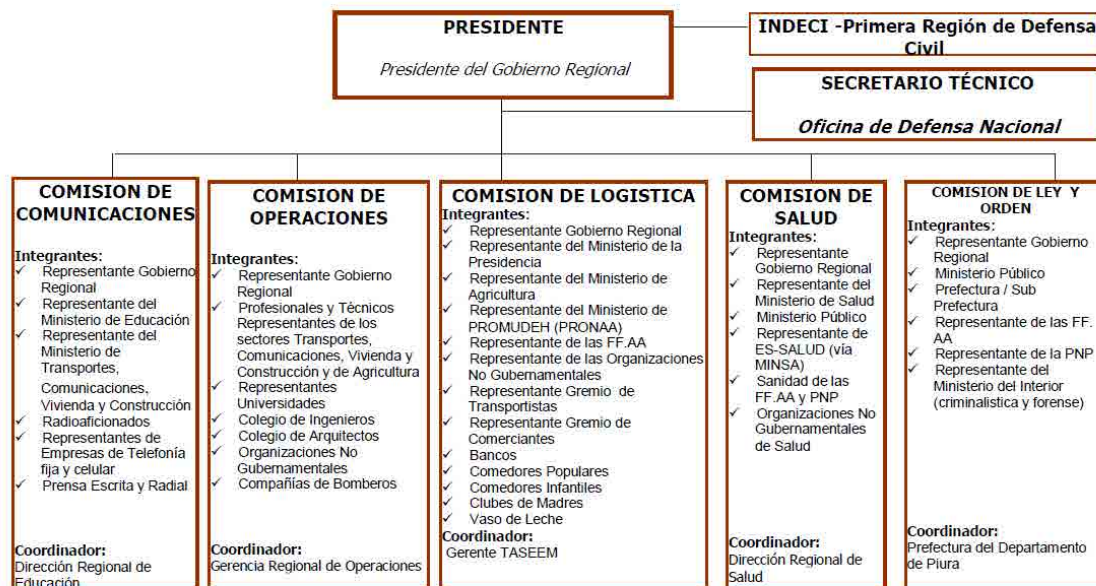 PRESIDENTE
Presidente del Gobierno Regional
INDECI -Primera Región de Defensa
Civil
SECRETARIO TÉCNICO
Oficina de Defensa Nacional
COMISION DE
COMUNICACIONES
Integrantes:
✓ Representante Gobierno
Regional
✓ Representante del
Ministerio de Educación
✓ Representante del
Ministerio de
Transportes,
Comunicaciones,
Vivienda y Construcción
✓ Radioaficionados
✓ Representantes de
Empresas de Telefonía
fija y celular
✓ Prensa Escrita y Radial
Coordinador:
Dirección Regional de
Educación
COMISION DE
OPERACIONES
Integrantes:
✓ Representante Gobierno
Regional
✓ Profesionales y Técnicos
Representantes de los
sectores Transportes,
Comunicaciones, Vivienda y
Construcción y de Agricultura
✓ Representantes
Universidades
✓ Colegio de Ingenieros
✓ Colegio de Arquitectos
✓ Organizaciones No
Gubernamentales
✓ Compañías de Bomberos
Coordinador:
Gerencia Regional de Operaciones
COMISION DE LOGISTICA
Integrantes:
✓ Representante Gobierno Regional
✓ Representante del Ministerio de la
Presidencia
✓ Representante del Ministerio de
Agricultura
✓ Representante del Ministerio de
PROMUDEH (PRONAA)
✓ Representante de las FF.AA
✓ Representante de las Organizaciones
No Gubernamentales
✓ Representante Gremio de
Transportistas
✓ Representante Gremio de
Comerciantes
✓ Bancos
✓ Comedores Populares
✓ Comedores Infantiles
✓ Clubes de Madres
✓ Vaso de Leche
Coordinador:
Gerente TASEEM
COMISION DE
SALUD
Integrantes:
✓ Representante
Gobierno Regional
✓ Representante del
Ministerio de Salud
✓ Ministerio Público
✓ Representante de
ES-SALUD (vía
MINSA)
✓ Sanidad de las
FF.AA y PNP
✓ Organizaciones No
Gubernamentales
de Salud
Coordinador:
Dirección Regional de
Salud
COMISION DE LEY Y
ORDEN
Integrantes:
✓ Representante Gobierno
Regional
✓ Ministerio Público
✓ Prefectura / Sub
Prefectura
✓ Representante de las FF.
AA
✓ Representante de la PNP
✓ Representante del
Ministerio del Interior
(criminalistica y forense)
Coordinador:
Prefectura del Departamento
de Piura